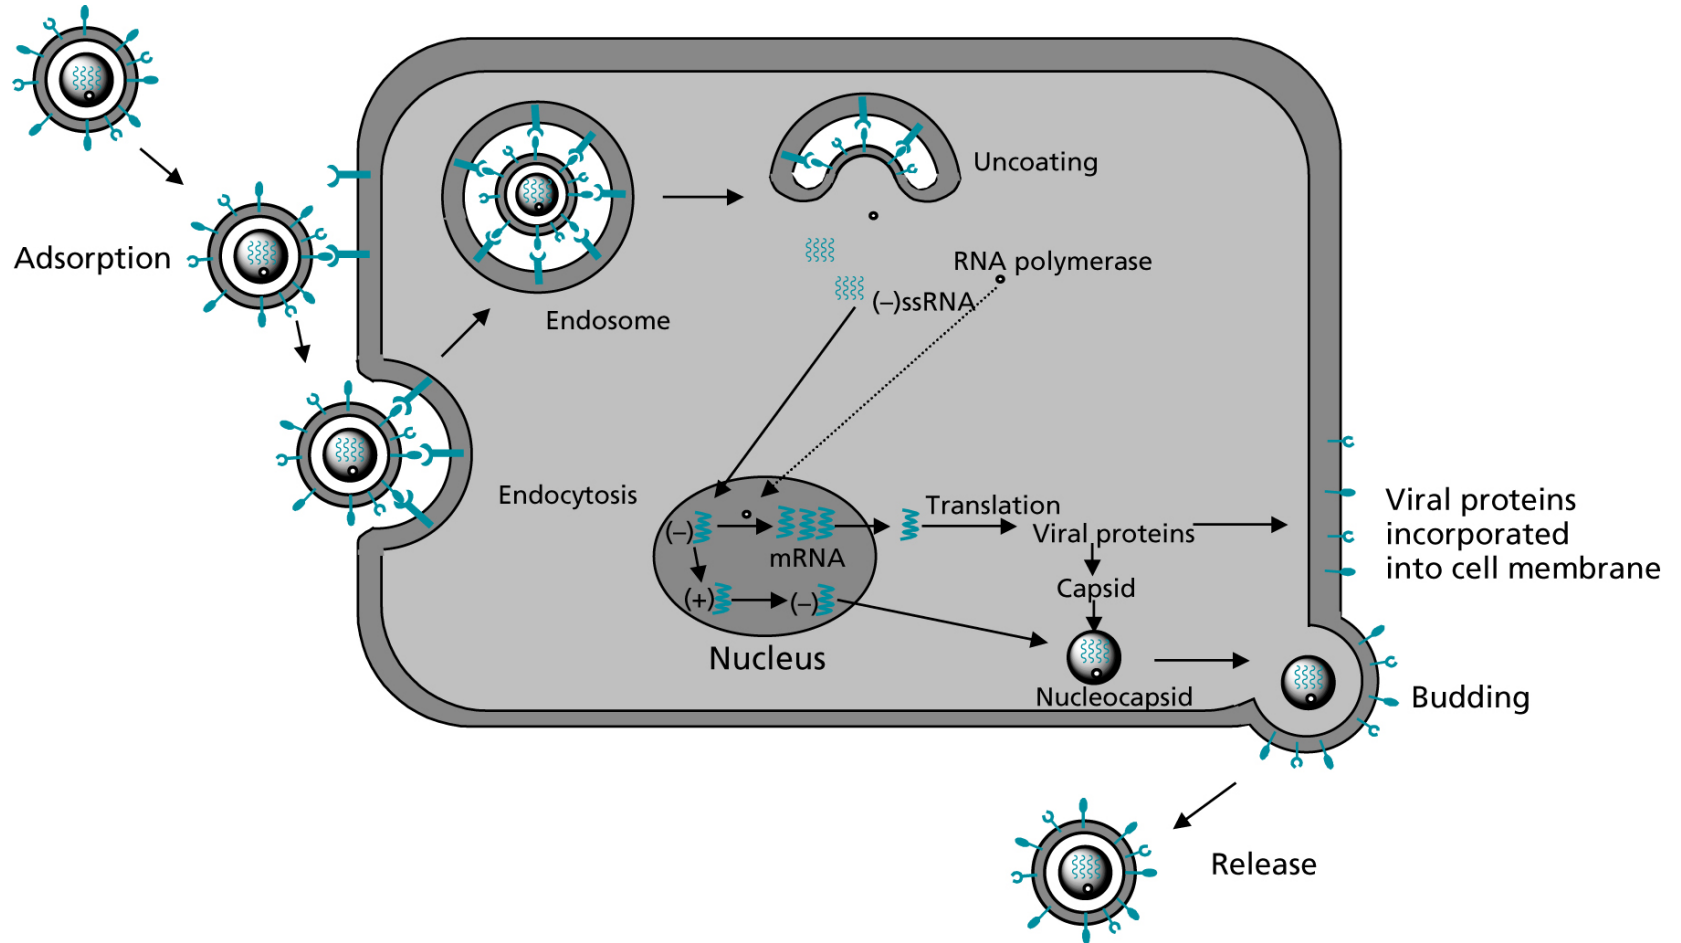 Uncoating
Adsorption
RNA polymerase
(–)ssRNA
Endosome
Endocytosis
Translation
Viral proteins
incorporated
into cell membrane
(–)
Viral proteins
mRNA
Capsid
(+)
(–)
Nucleus
Nucleocapsid
Budding
Release